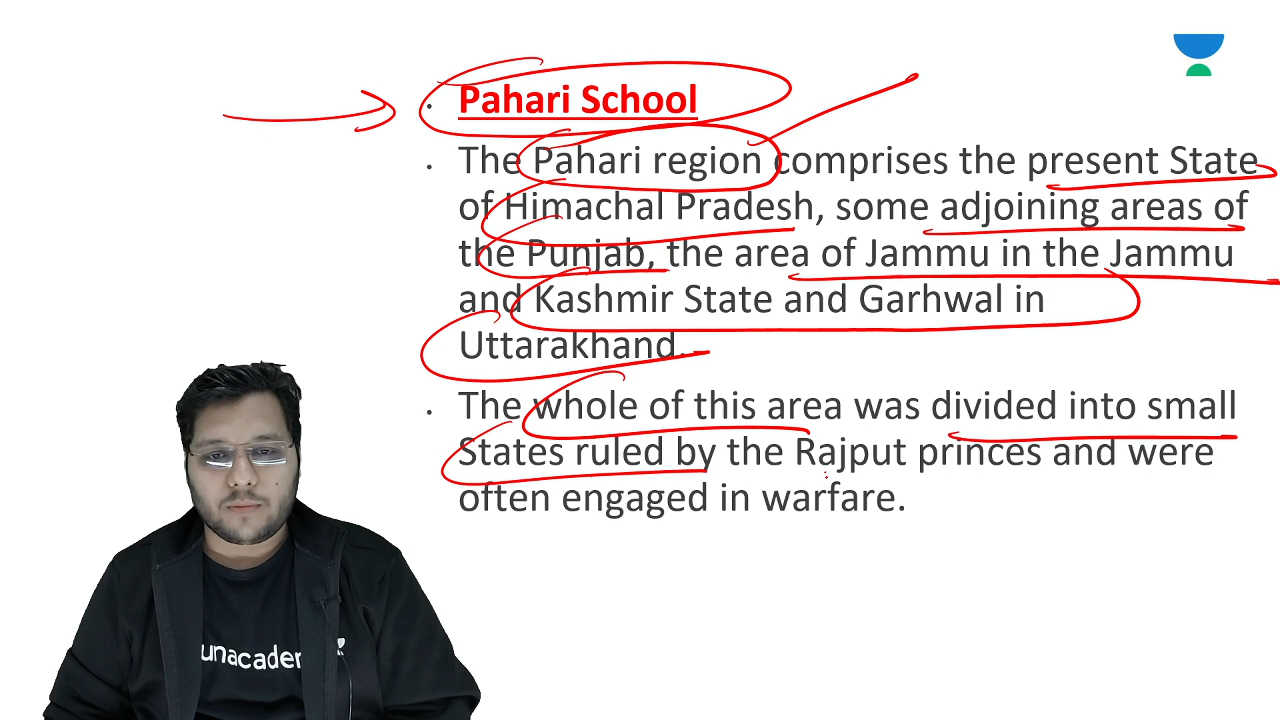 Pahari School
The Pahari region comprises the present State
of Himachal Pradesh, some adjoining areas of
the Punjab, the area of Jammu in the Jammu
and Kashmir State and Garhwal in
Uttarakhand.
The whole of this area was divided into small
States ruled by the Rajput princes and were
often engaged in warfare.
unacader